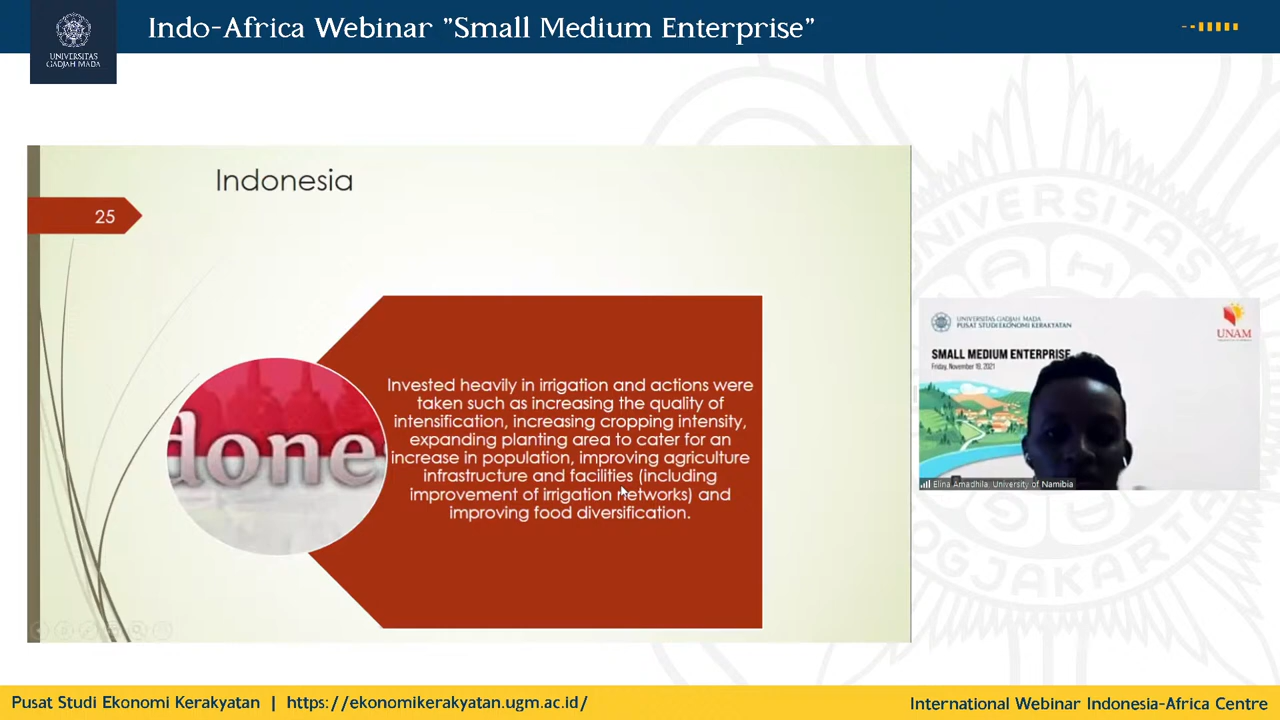 Indo-Africa Webinar "Small Medium Enterprise"
UNIVERSITAS
GADJAH MADA
Indonesia
25
done
Invested heavily in irrigation and actions were
taken such as increasing the quality of
intensification, increasing cropping intensity,
expanding planting area to cater for an
increase in population, improving agriculture
infrastructure and facilities (including
improvement of irrigation networks) and
improving food diversification.
UNIVERSITAS GADJAH MADA
PUSAT STUDI EKONOMI KERAKYATAN
UNAM
SMALL MEDIUM ENTERPRISE
Friday, November 19, 2021
Elina Amadhila. University of Namibia
UNIVERSITAS
GADJAH
YOGJAKARTA
Pusat Studi Ekonomi Kerakyatan | https://ekonomikerakyatan.ugm.ac.id/
International Webinar Indonesia-Africa Centre